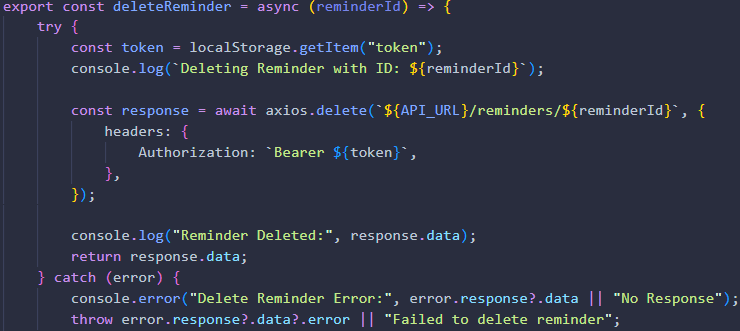 export const deleteReminder = async (reminderId) => {
    try {
        const token = localStorage.getItem("token");
        console.log(`Deleting Reminder with ID: ${reminderId}`);

        const response = await axios.delete(`${API_URL}/reminders/${reminderId}`, {
            headers: {
                Authorization: `Bearer ${token}`,
            },
        });

        console.log("Reminder Deleted:", response.data);
        return response.data;
    } catch (error) {
        console.error("Delete Reminder Error:", error.response?.data || "No Response");
        throw error.response?.data?.error || "Failed to delete reminder";